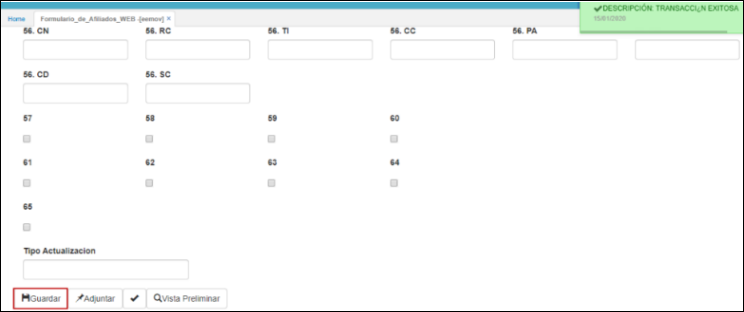 ✔DESCRIPCIÓN: TRANSACCI¿N EXITOSA
15/01/2020
Home Formulario_de_Afiliados_WEB -[aemov] ×
56. CN 56. RC 56. TI 56. CC 56. PA
56. CD 56. SC
57 58 59 60
61 62 63 64
65
Tipo Actualizacion
Guardar Adjuntar ✔ Vista Preliminar